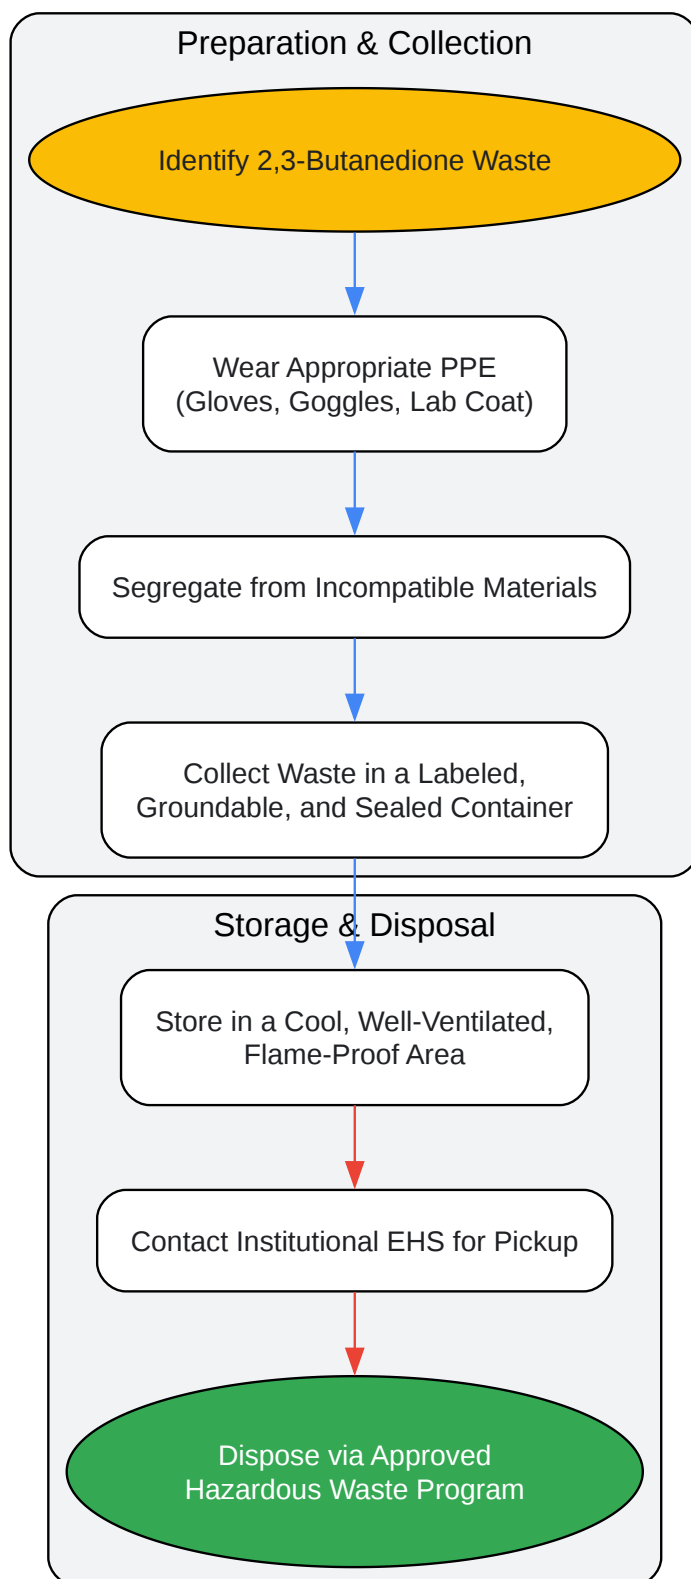 Preparation & Collection
Identify 2,3-Butanedione Waste
Wear Appropriate PPE
(Gloves, Goggles, Lab Coat)
Segregate from Incompatible Materials
Collect Waste in a Labeled,
Groundable, and Sealed Container
Storage & Disposal
Store in a Cool, Well-Ventilated,
Flame-Proof Area
Contact Institutional EHS for Pickup
Dispose via Approved
Hazardous Waste Program